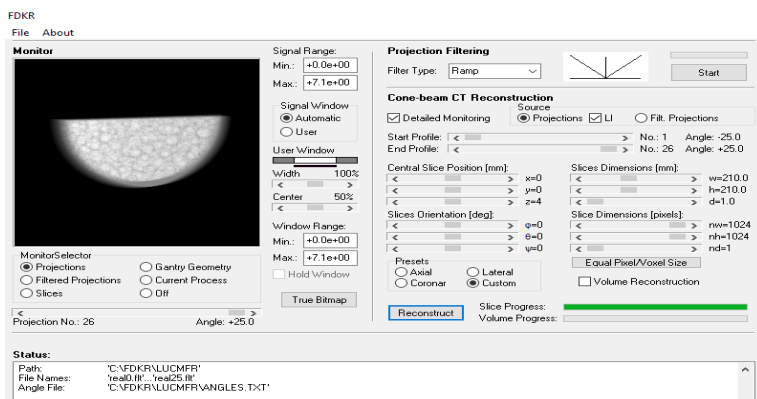 FDKR
File About
Monitor
Signal Range:
Min.: +0.0e+00
Max.: +7.1e+00
Signal Window
Automatic
User
User Window
Width 100%
Center 50%
Window Range:
Min.: +0.0e+00
Max.: +7.1e+00
Hold Window
True Bitmap
MonitorSelector
Projections Gantry Geometry
Filtered Projections Current Process
Slices Off
Projection No.: 26 Angle: +25.0
Projection Filtering
Filter Type: Ramp Start
Cone-beam CT Reconstruction
Source
Detailed Monitoring Projections LI Filt. Projections
Start Profile: No.: 1 Angle: -25.0
End Profile: No.: 26 Angle: +25.0
Central Slice Position [mm]:
x=0
y=0
z=4
Slices Dimensions [mm]:
w=210.0
h=210.0
d=1.0
Slices Orientation [deg]:
φ=0
θ=0
ψ=0
Slice Dimensions [pixels]:
nw=1024
nh=1024
nd=1
Presets
Axial Lateral
Coronar Custom
Equal Pixel/Voxel Size
Volume Reconstruction
Reconstruct
Slice Progress:
Volume Progress:
Status:
Path: 'C:\FDKR\LUCMFR'
File Names: 'real0.flt'...'real25.flt'
Angle File: 'C:\FDKR\LUCMFR\ANGLES.TXT'